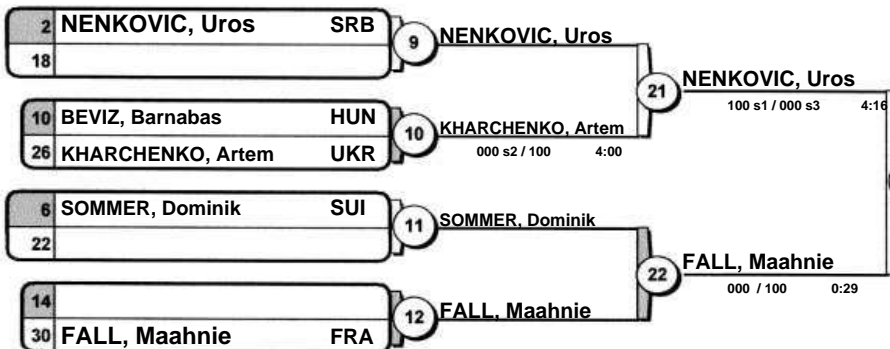 2 NENKOVIC, Uros SRB
18
9 NENKOVIC, Uros
10 BEVIZ, Barnabas HUN
26 KHARCHENKO, Artem UKR
10 KHARCHENKO, Artem
000 s2 / 100 4:00
21 NENKOVIC, Uros
100 s1 / 000 s3 4:16
6 SOMMER, Dominik SUI
22
11 SOMMER, Dominik
14
30 FALL, Maahnie FRA
12 FALL, Maahnie
22 FALL, Maahnie
000 / 100 0:29